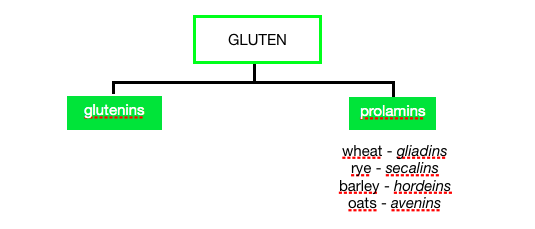 GLUTEN
glutenins
prolamins
wheat - gliadins
rye - secalins
barley - hordeins
oats - avenins